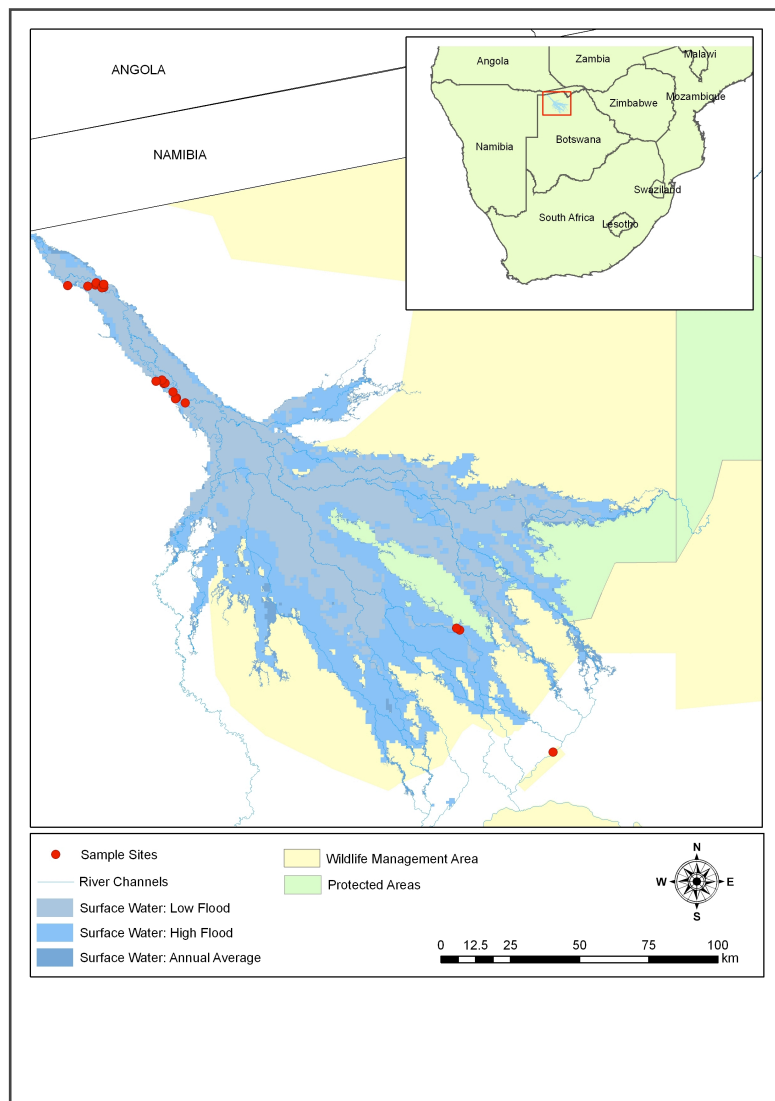 ANGOLA
NAMIBIA
Angola
Zambia
Malawi
Zimbabwe
Mozambique
Namibia
Botswana
Swaziland
South Africa
Lesotho
Sample Sites
River Channels
Surface Water: Low Flood
Surface Water: High Flood
Surface Water: Annual Average
Wildlife Management Area
Protected Areas
N
W E
S
0 12.5 25 50 75 100
km